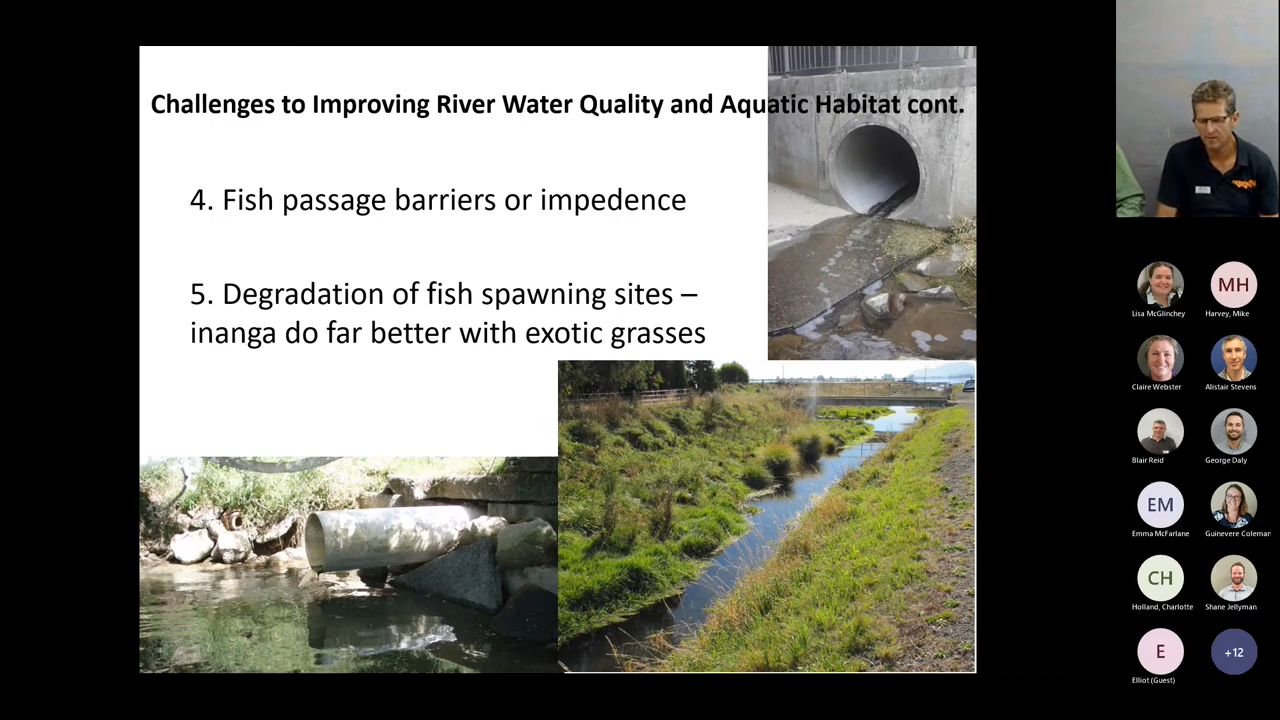 Challenges to Improving River Water Quality and Aquatic Habitat cont.
4. Fish passage barriers or impedence
5. Degradation of fish spawning sites –
inanga do far better with exotic grasses
Lisa McGlinchey
MH
Harvey, Mike
Claire Webster
Alistair Stevens
Blair Reid
George Daly
EM
Emma McFarlane
Guinevere Coleman
CH
Holland, Charlotte
Shane Jellyman
E
Elliot (Guest)
+12